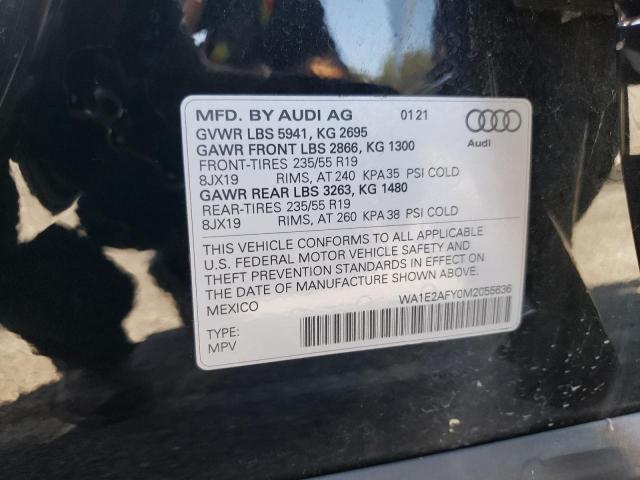 MFD. BY AUDI AG 01 21
GVWR LBS 5941, KG 2695
GAWR FRONT LBS 2866, KG 1300
FRONT-TIRES 235/55 R19
8JX19 RIMS, AT 240 KPA 35 PSI COLD
GAWR REAR LBS 3263, KG 1480
REAR-TIRES 235/55 R19
8JX19 RIMS, AT 260 KPA 38 PSI COLD
Audi
THIS VEHICLE CONFORMS TO ALL APPLICABLE
U.S. FEDERAL MOTOR VEHICLE SAFETY AND
THEFT PREVENTION STANDARDS IN EFFECT ON
THE DATE OF MANUFACTURE SHOWN ABOVE.
MEXICO
WA1E2AFY0M2055636
TYPE:
MPV